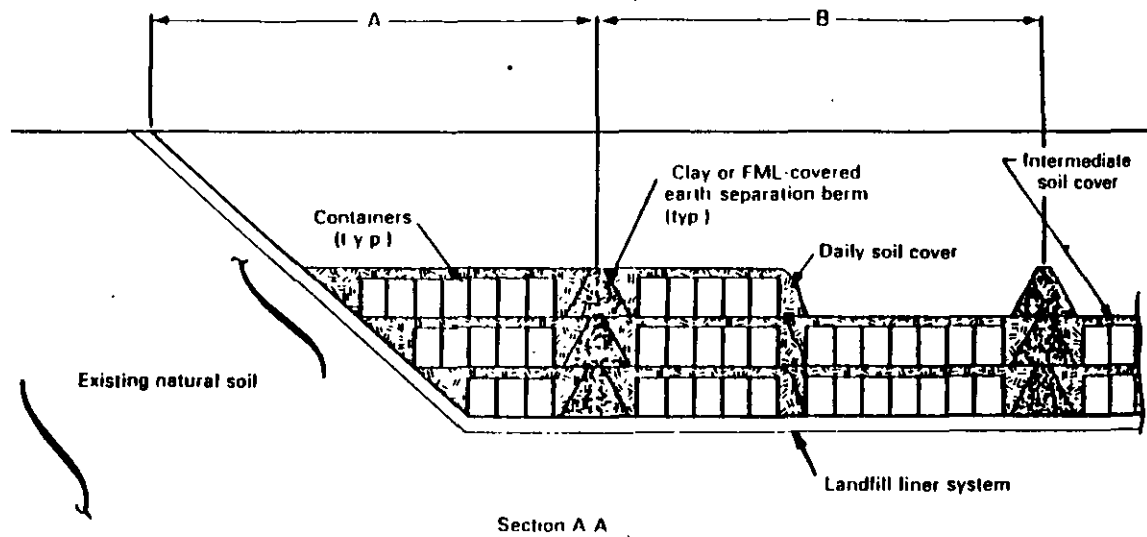 A
B
Intermediate
soil cover
Clay or FML-covered
earth separation berm
(typ)
Containers
(t y p)
Daily soil cover
Existing natural soil
Landfill liner system
Section A A